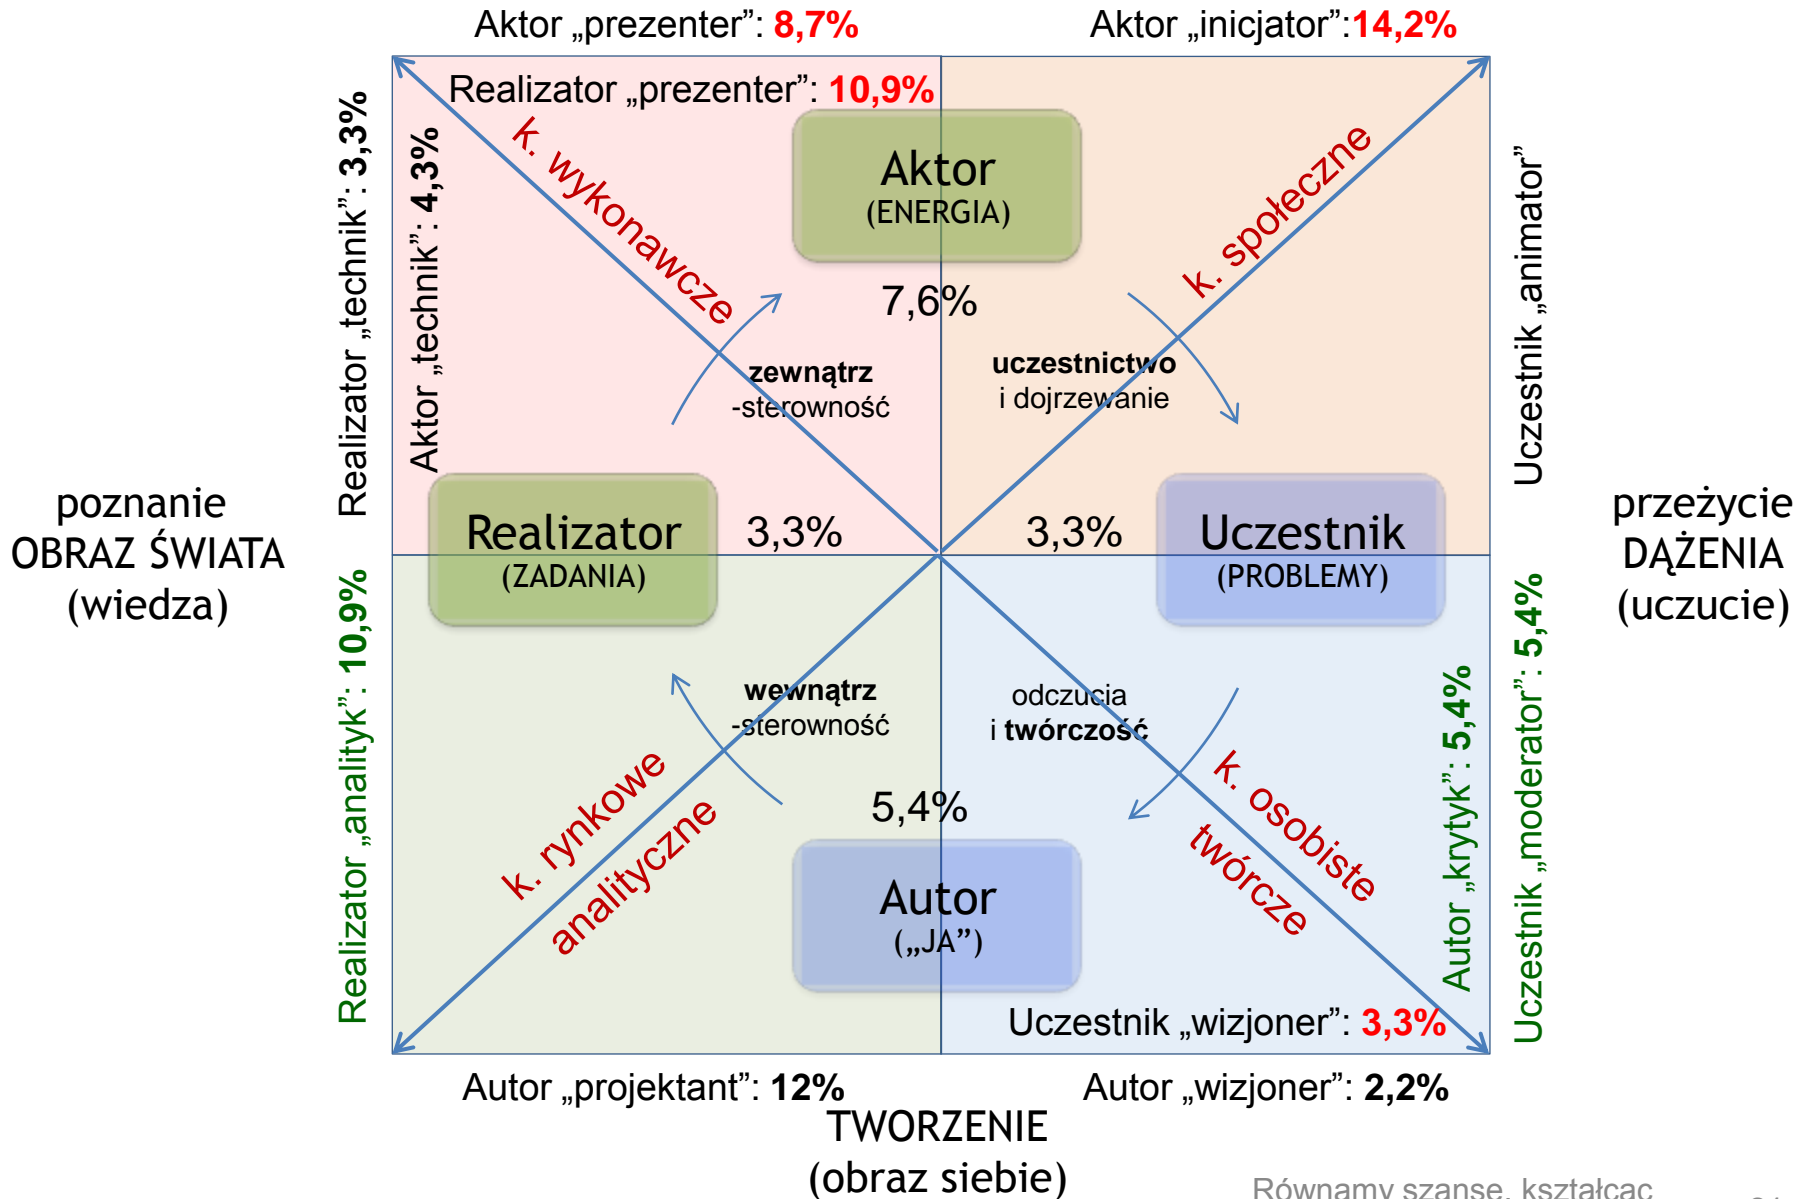 Aktor „prezenter”: 8,7%
Aktor „inicjator”:14,2%
Realizator „prezenter”: 10,9%
Realizator „technik”: 3,3%
Aktor „technik”: 4,3%
k. wykonawcze
Aktor
(ENERGIA)
7,6%
k. społeczne
Uczestnik „animator”
zewnątrz
-sterowność
uczestnictwo
i dojrzewanie
poznanie
OBRAZ ŚWIATA
(wiedza)
Realizator
(ZADANIA)
3,3%
3,3%
Uczestnik
(PROBLEMY)
przeżycie
DĄŻENIA
(uczucie)
Realizator „analityk”: 10,9%
wewnątrz
-sterowność
odczucia
i twórczość
k. rynkowe
analityczne
5,4%
Autor
(„JA”)
k. osobiste
twórcze
Autor „krytyk”: 5,4%
Uczestnik „moderator”: 5,4%
Uczestnik „wizjoner”: 3,3%
Autor „projektant”: 12%
Autor „wizjoner”: 2,2%
TWORZENIE
(obraz siebie)
Równamy szanse, kształcąc